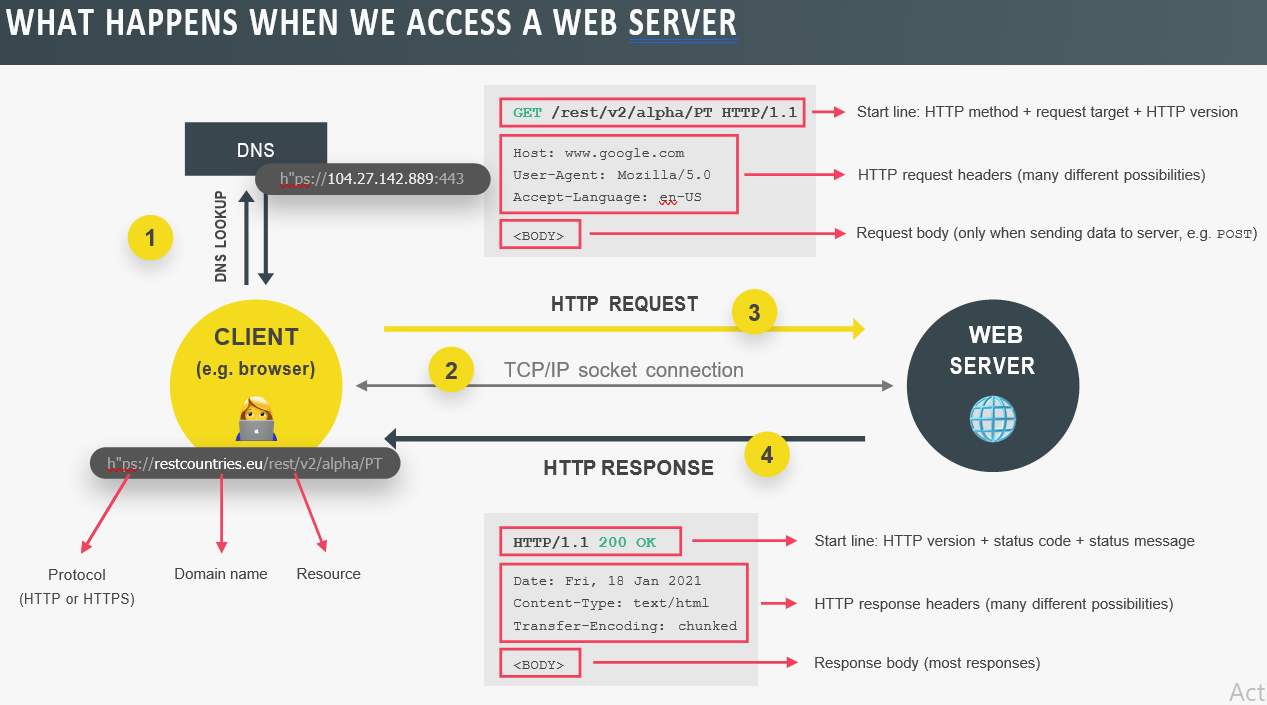 WHAT HAPPENS WHEN WE ACCESS A WEB SERVER
DNS
h"ps://104.27.142.889:443
DNS LOOKUP
1
GET /rest/v2/alpha/PT HTTP/1.1
Start line: HTTP method + request target + HTTP version
Host: www.google.com
User-Agent: Mozilla/5.0
Accept-Language: en-US
HTTP request headers (many different possibilities)
<BODY>
Request body (only when sending data to server, e.g. POST)
HTTP REQUEST
3
CLIENT
(e.g. browser)
2
TCP/IP socket connection
WEB
SERVER
4
HTTP RESPONSE
h"ps://restcountries.eu/rest/v2/alpha/PT
Protocol
(HTTP or HTTPS)
Domain name
Resource
HTTP/1.1 200 OK
Start line: HTTP version + status code + status message
Date: Fri, 18 Jan 2021
Content-Type: text/html
Transfer-Encoding: chunked
HTTP response headers (many different possibilities)
<BODY>
Response body (most responses)
Act